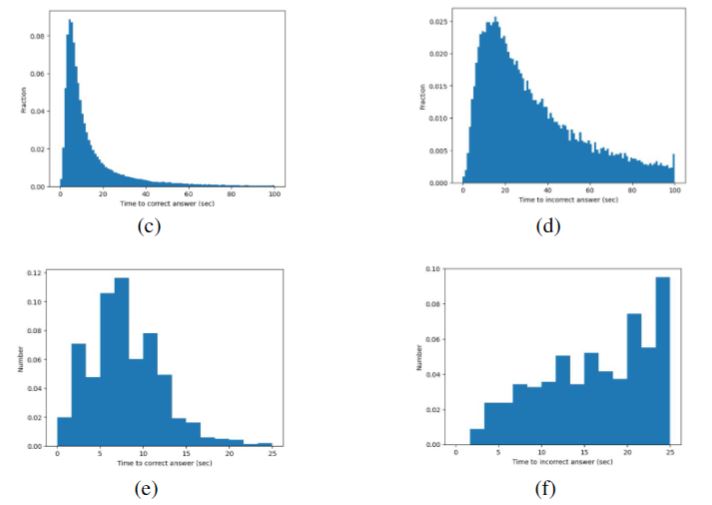 0.08
0.06
0.04
0.02
0.00
Fraction
0 20 40 60 80 100
Time to correct answer (sec)
(c)
0.025
0.020
0.015
0.010
0.005
0.000
Fraction
0 20 40 60 80 100
Time to incorrect answer (sec)
(d)
0.12
0.10
0.08
0.06
0.04
0.02
0.00
Number
0 5 10 15 20 25
Time to correct answer (sec)
(e)
0.10
0.08
0.06
0.04
0.02
0.00
Number
0 5 10 15 20 25
Time to incorrect answer (sec)
(f)